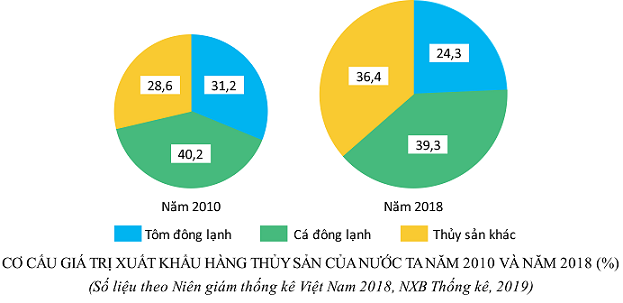 28,6
31,2
40,2
36,4
24,3
39,3
Năm 2010
Năm 2018
Tôm đông lạnh
Cá đông lạnh
Thủy sản khác
CƠ CẤU GIÁ TRỊ XUẤT KHẨU HÀNG THỦY SẢN CỦA NƯỚC TA NĂM 2010 VÀ NĂM 2018 (%)
(Số liệu theo Niên giám thống kê Việt Nam 2018, NXB Thống kê, 2019)